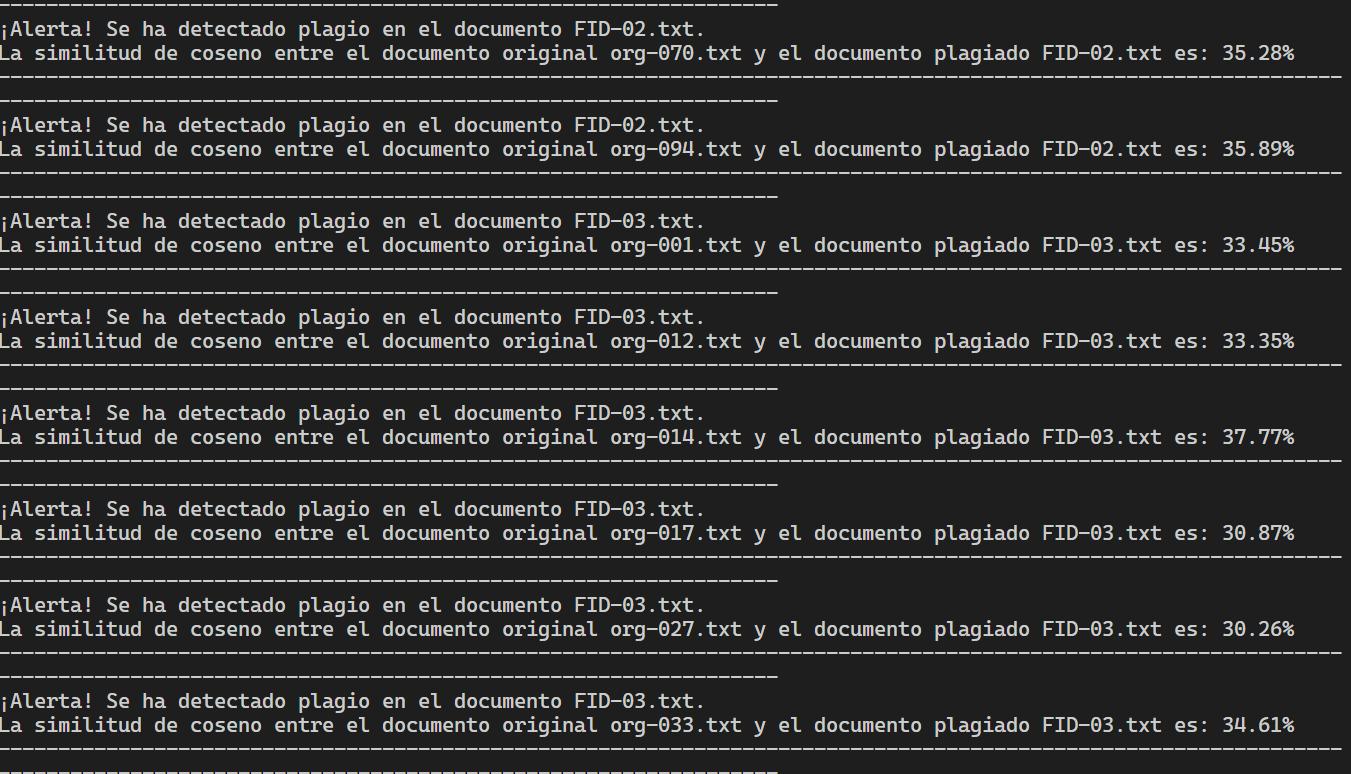 ------------------------------------------------------------------
¡Alerta! Se ha detectado plagio en el documento FID-02.txt.
La similitud de coseno entre el documento original org-070.txt y el documento plagiado FID-02.txt es: 35.28%
----------------------------------------------------------------------------------------------------------------
-----------------------------------------------------------------
¡Alerta! Se ha detectado plagio en el documento FID-02.txt.
La similitud de coseno entre el documento original org-094.txt y el documento plagiado FID-02.txt es: 35.89%
----------------------------------------------------------------------------------------------------------------
-----------------------------------------------------------------
¡Alerta! Se ha detectado plagio en el documento FID-03.txt.
La similitud de coseno entre el documento original org-001.txt y el documento plagiado FID-03.txt es: 33.45%
----------------------------------------------------------------------------------------------------------------
-----------------------------------------------------------------
¡Alerta! Se ha detectado plagio en el documento FID-03.txt.
La similitud de coseno entre el documento original org-012.txt y el documento plagiado FID-03.txt es: 33.35%
----------------------------------------------------------------------------------------------------------------
-----------------------------------------------------------------
¡Alerta! Se ha detectado plagio en el documento FID-03.txt.
La similitud de coseno entre el documento original org-014.txt y el documento plagiado FID-03.txt es: 37.77%
----------------------------------------------------------------------------------------------------------------
-----------------------------------------------------------------
¡Alerta! Se ha detectado plagio en el documento FID-03.txt.
La similitud de coseno entre el documento original org-017.txt y el documento plagiado FID-03.txt es: 30.87%
----------------------------------------------------------------------------------------------------------------
-----------------------------------------------------------------
¡Alerta! Se ha detectado plagio en el documento FID-03.txt.
La similitud de coseno entre el documento original org-027.txt y el documento plagiado FID-03.txt es: 30.26%
----------------------------------------------------------------------------------------------------------------
-----------------------------------------------------------------
¡Alerta! Se ha detectado plagio en el documento FID-03.txt.
La similitud de coseno entre el documento original org-033.txt y el documento plagiado FID-03.txt es: 34.61%
----------------------------------------------------------------------------------------------------------------
-----------------------------------------------------------------